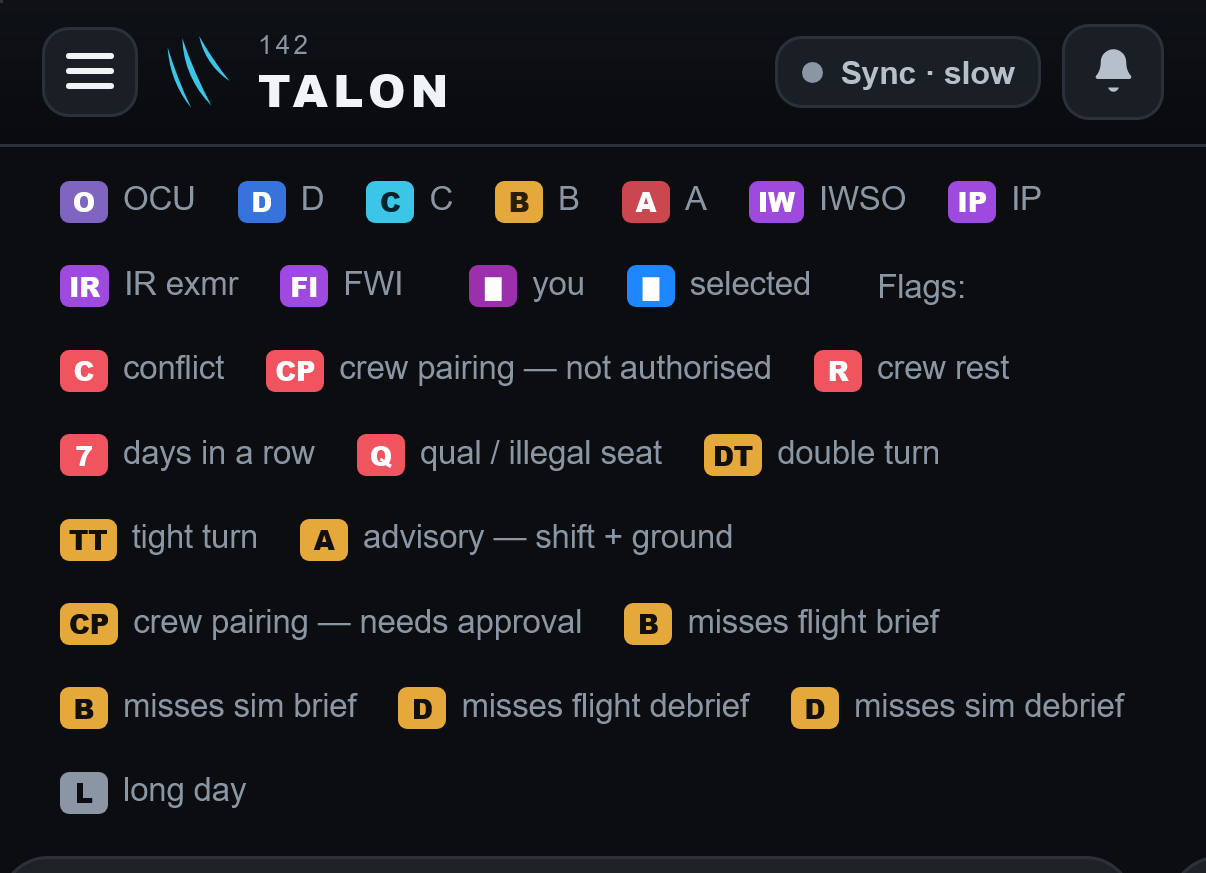 142
TALON
Sync · slow
O OCU D D C C B B A A IW IWSO IP IP
IR IR exmr FI FWI you selected Flags:
C conflict CP crew pairing — not authorised R crew rest
7 days in a row Q qual / illegal seat DT double turn
TT tight turn A advisory — shift + ground
CP crew pairing — needs approval B misses flight brief
B misses sim brief D misses flight debrief D misses sim debrief
L long day